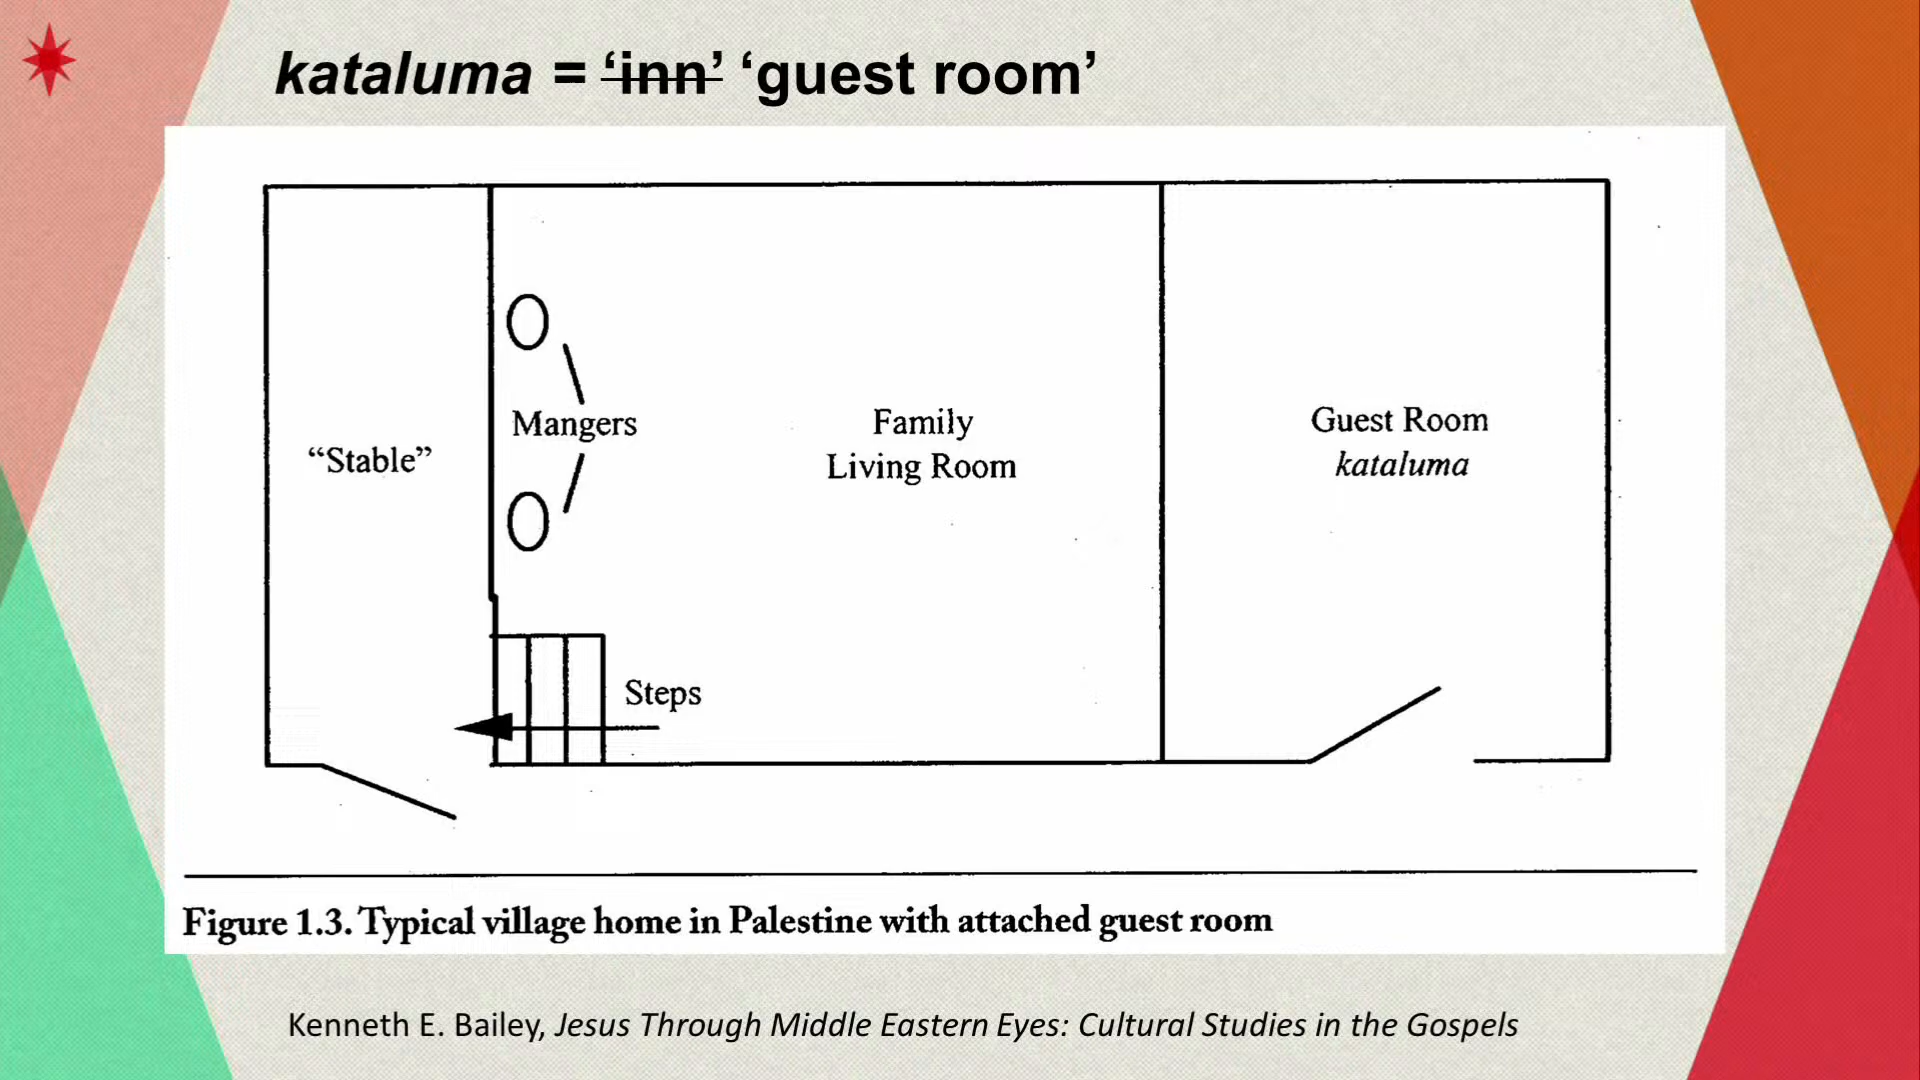 kataluma = ‘inn’ ‘guest room’
“Stable”
Mangers
Family
Living Room
Guest Room
kataluma
Steps
Figure 1.3. Typical village home in Palestine with attached guest room
Kenneth E. Bailey, Jesus Through Middle Eastern Eyes: Cultural Studies in the Gospels